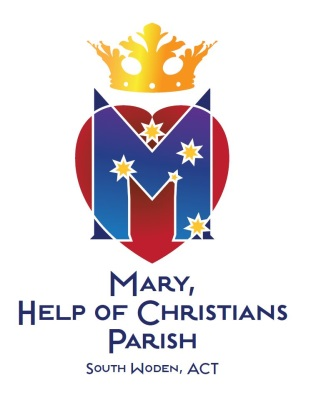 M
Mary,
Help of Christians
Parish
South Woden, ACT